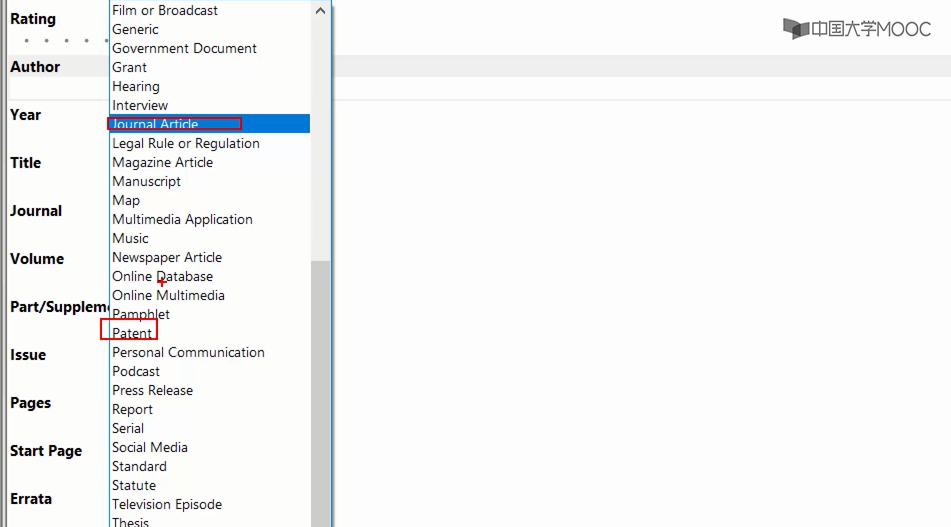 Rating
Author
Year
Title
Journal
Volume
Part/Supplem
Issue
Pages
Start Page
Errata
Film or Broadcast
Generic
Government Document
Grant
Hearing
Interview
Journal Article
Legal Rule or Regulation
Magazine Article
Manuscript
Map
Multimedia Application
Music
Newspaper Article
Online Database
Online Multimedia
Pamphlet
Patent
Personal Communication
Podcast
Press Release
Report
Serial
Social Media
Standard
Statute
Television Episode
Thesis
中国大学MOOC